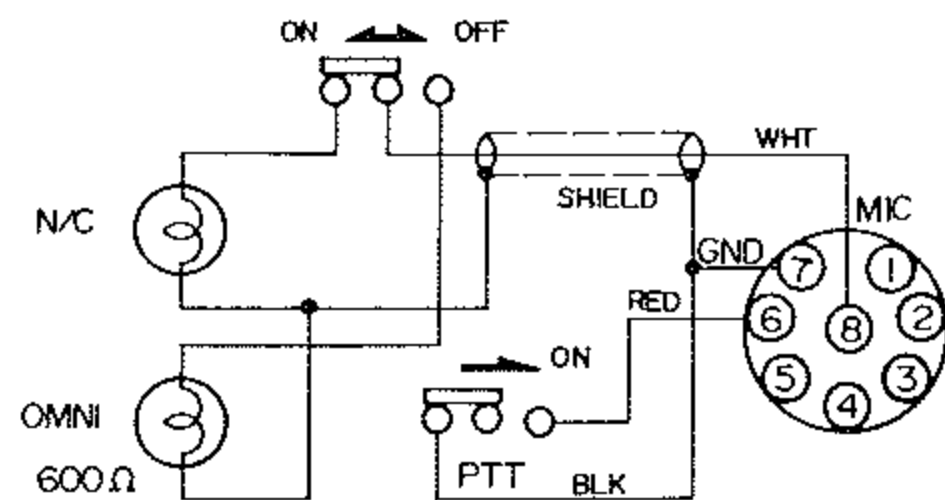 ON OFF
WHT
SHIELD
MIC
N/C
GND
7 1
RED
6 8 2
ON
5 3
4
OMNI
PTT
600Ω
BLK